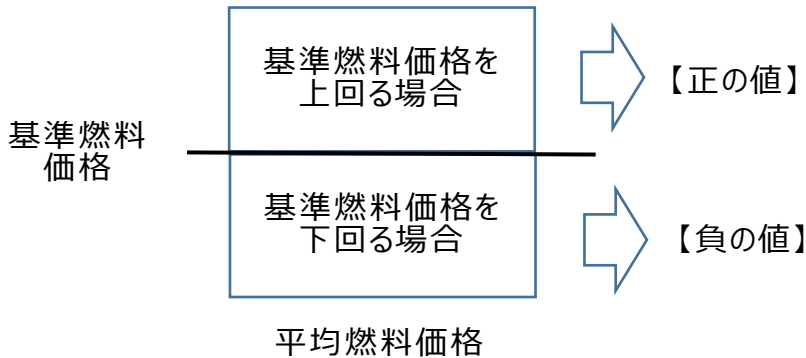 基準燃料価格を
上回る場合
【正の値】
基準燃料
価格
基準燃料価格を
下回る場合
【負の値】
平均燃料価格